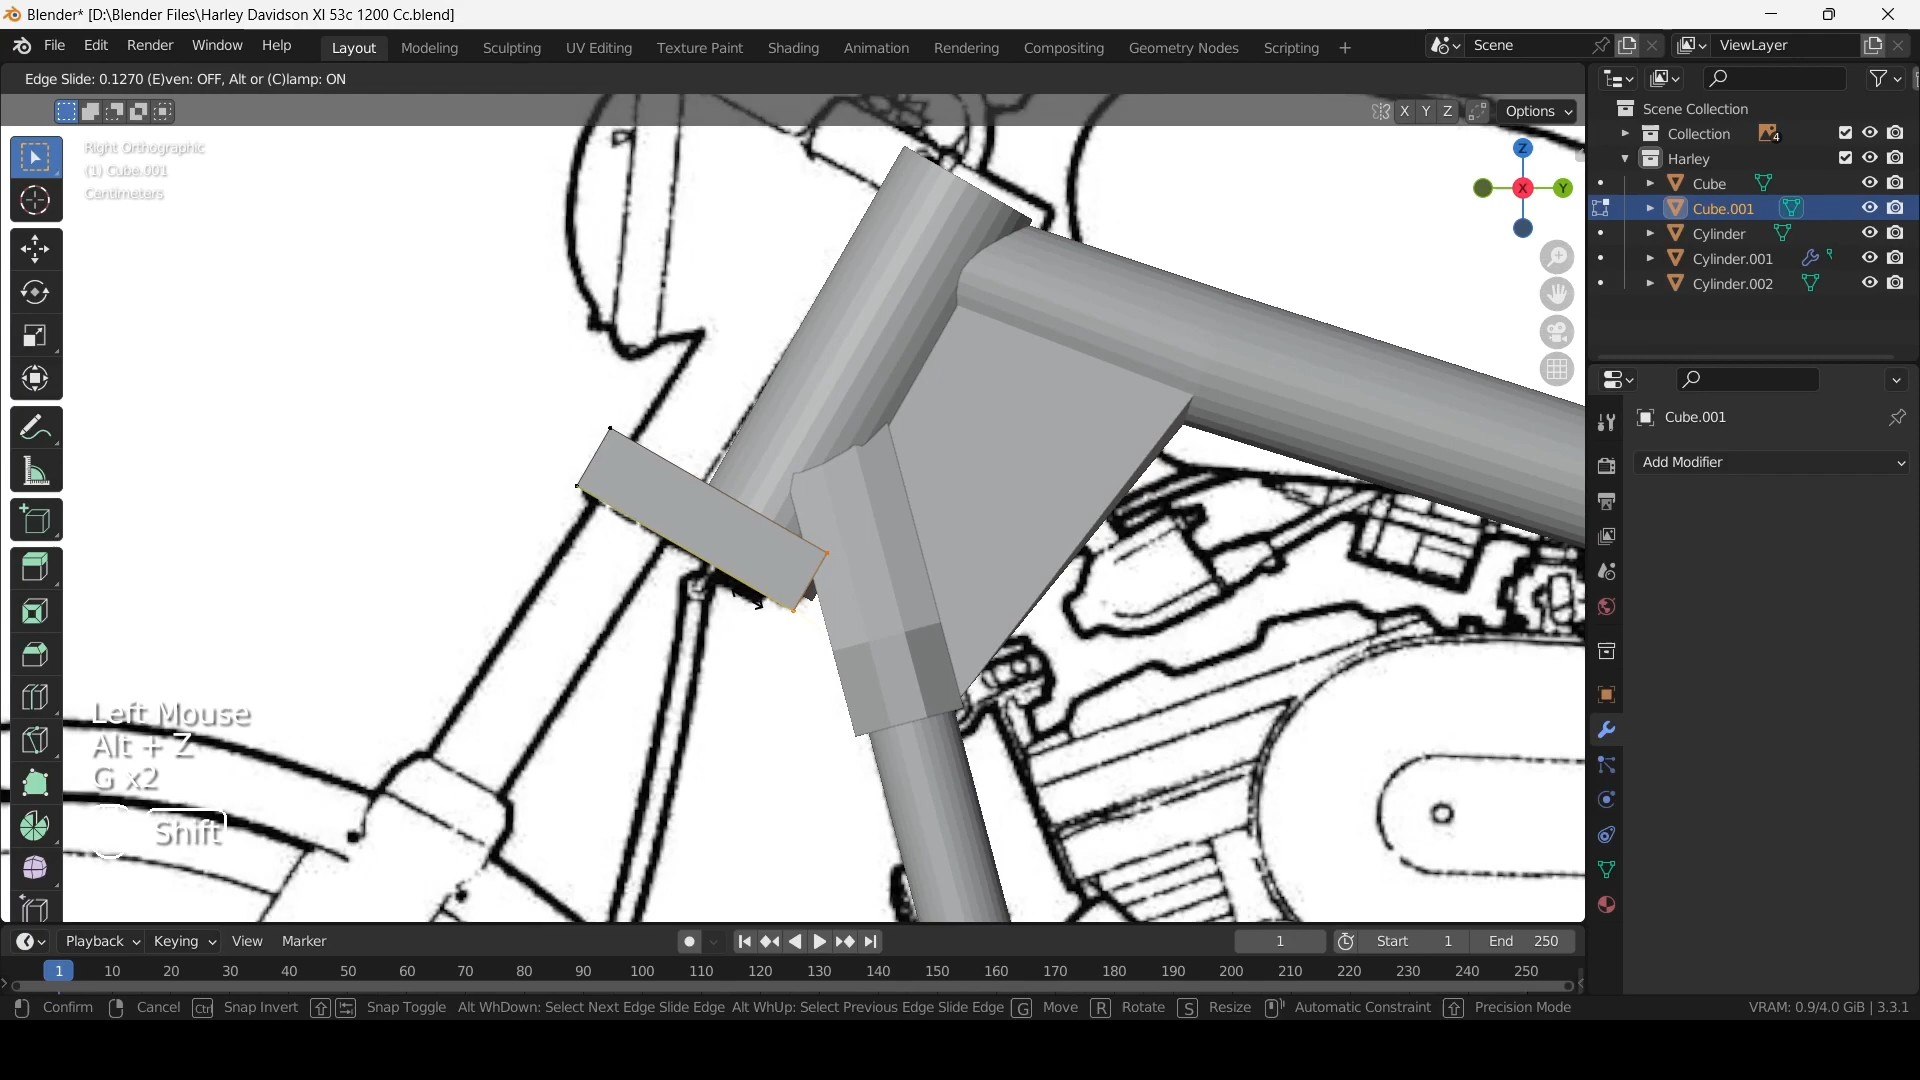 Blender* [D:\Blender Files\Harley Davidson Xl 53c 1200 Cc.blend]
File Edit Render Window Help
Layout Modeling Sculpting UV Editing Texture Paint Shading Animation Rendering Compositing Geometry Nodes Scripting +
Scene
ViewLayer
Edge Slide: 0.1270 (E)ven: OFF, Alt or (C)lamp: ON
X Y Z
Options
Right Orthographic
(1) Cube.001
Centimeters
Z
X
Y
Scene Collection
Collection
4
Harley
Cube
Cube.001
Cylinder
Cylinder.001
Cylinder.002
Cube.001
Add Modifier
Left Mouse
Alt + Z
G x2
Shift
Playback
Keying
View
Marker
1
Start 1
End 250
1 10 20 30 40 50 60 70 80 90 100 110 120 130 140 150 160 170 180 190 200 210 220 230 240 250
Confirm
Cancel
Ctrl Snap Invert
Snap Toggle
Alt WhDown: Select Next Edge Slide Edge
Alt WhUp: Select Previous Edge Slide Edge
G Move
R Rotate
S Resize
Automatic Constraint
Precision Mode
VRAM: 0.9/4.0 GiB | 3.3.1